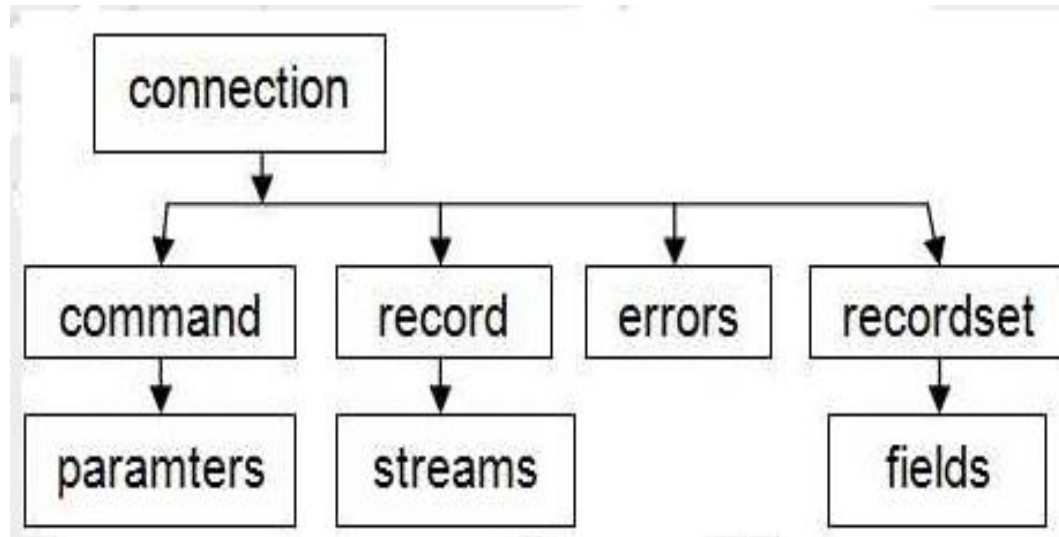 connection
command
record
errors
recordset
paramters
streams
fields